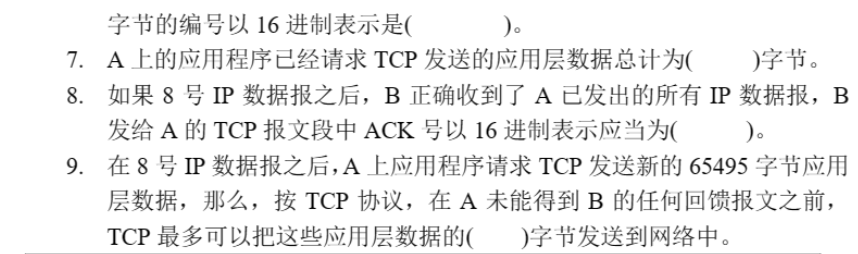 字节的编号以 16 进制表示是(        )。
7. A 上的应用程序已经请求 TCP 发送的应用层数据总计为(      )字节。
8. 如果 8 号 IP 数据报之后，B 正确收到了 A 已发出的所有 IP 数据报，B
发给 A 的 TCP 报文段中 ACK 号以 16 进制表示应当为(      )。
9. 在 8 号 IP 数据报之后,A 上应用程序请求 TCP 发送新的 65495 字节应用
层数据，那么，按 TCP 协议，在 A 未能得到 B 的任何回馈报文之前，
TCP 最多可以把这些应用层数据的(      )字节发送到网络中。